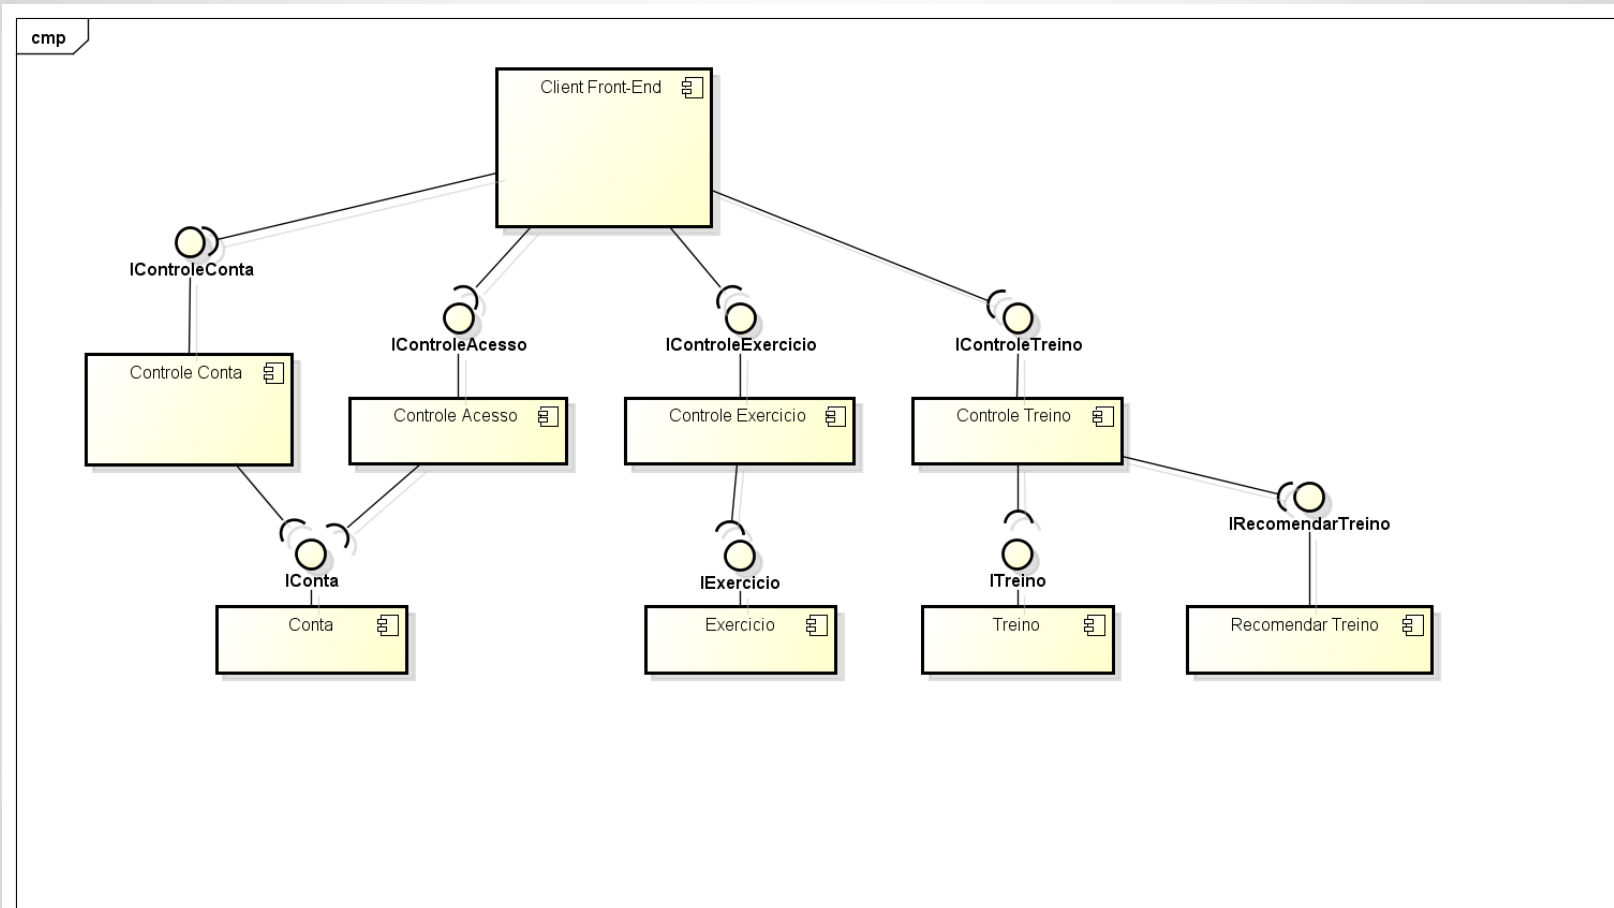 cmp
Client Front-End
IControleConta
IControleAcesso
IControleExercicio
IControleTreino
Controle Conta
Controle Acesso
Controle Exercicio
Controle Treino
IRecomendarTreino
IConta
IExercicio
ITreino
Conta
Exercicio
Treino
Recomendar Treino